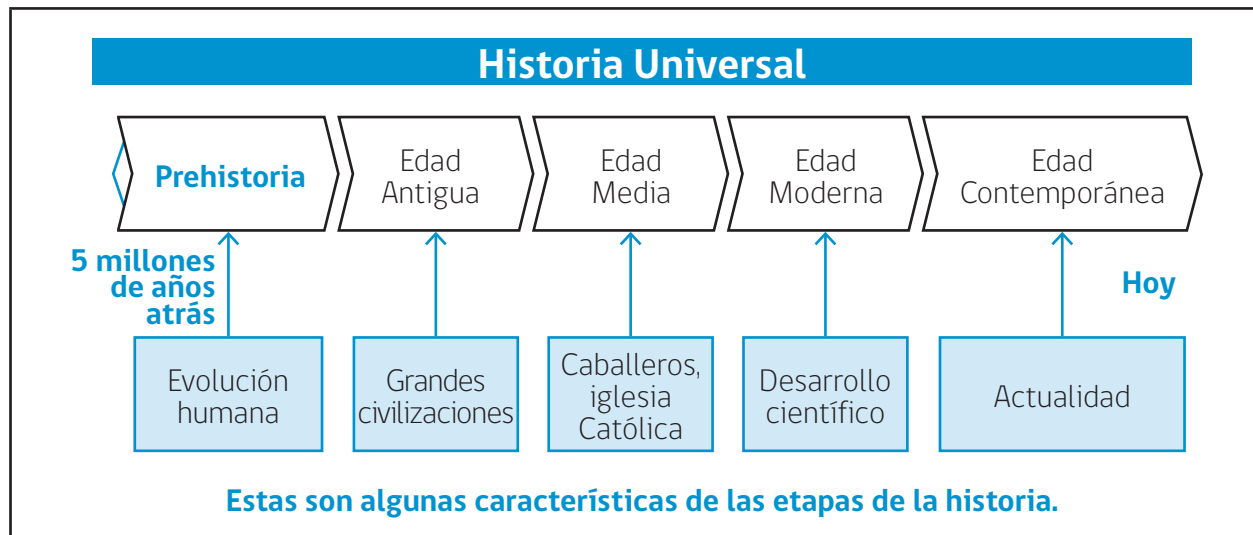 Historia Universal
Prehistoria
Edad
Antigua
Edad
Media
Edad
Moderna
Edad
Contemporánea
5 millones
de años
atrás
Hoy
Evolución
humana
Grandes
civilizaciones
Caballeros,
iglesia
Católica
Desarrollo
científico
Actualidad
Estas son algunas características de las etapas de la historia.